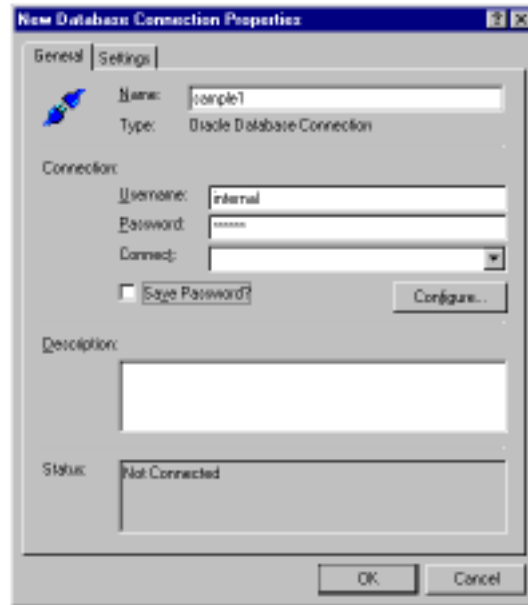 New Database Connection Properties
General Settings
Name: sample1
Type: Oracle Database Connection
Connection:
Username: internal
Password: ******
Connect:
Save Password?
Configure...
Description:
Status: Not Connected
OK Cancel